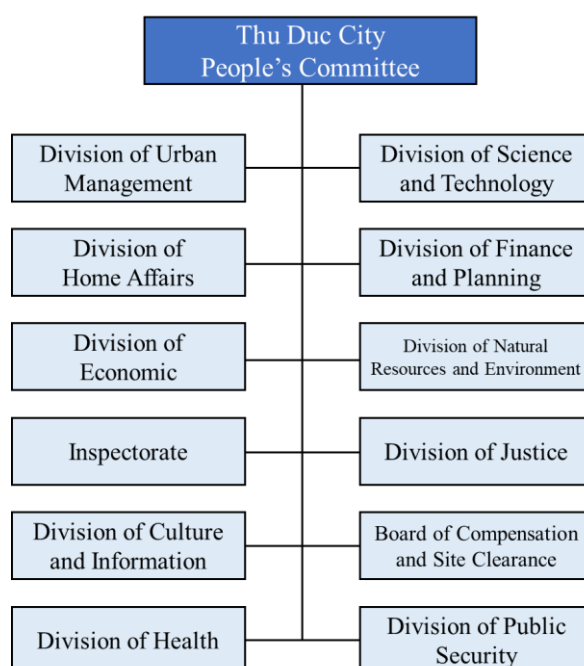 Thu Duc City
People's Committee
Division of Urban
Management
Division of Science
and Technology
Division of
Home Affairs
Division of Finance
and Planning
Division of
Economic
Division of Natural
Resources and Environment
Inspectorate
Division of Justice
Division of Culture
and Information
Board of Compensation
and Site Clearance
Division of Health
Division of Public
Security